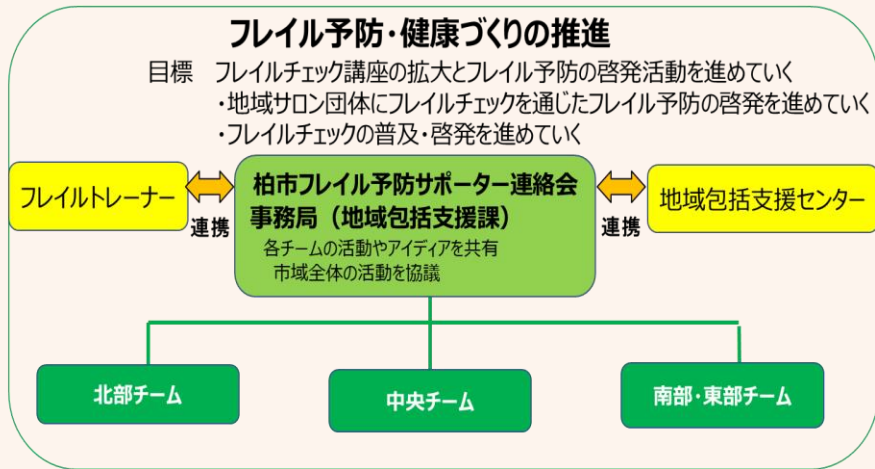 フレイル予防・健康づくりの推進
目標　フレイルチェック講座の拡大とフレイル予防の啓発活動を進めていく
・地域サロン団体にフレイルチェックを通じたフレイル予防の啓発を進めていく
・フレイルチェックの普及・啓発を進めていく
フレイルトレーナー
連携
柏市フレイル予防サポーター連絡会
事務局（地域包括支援課）
各チームの活動やアイディアを共有
市域全体の活動を協議
連携
地域包括支援センター
北部チーム
中央チーム
南部・東部チーム